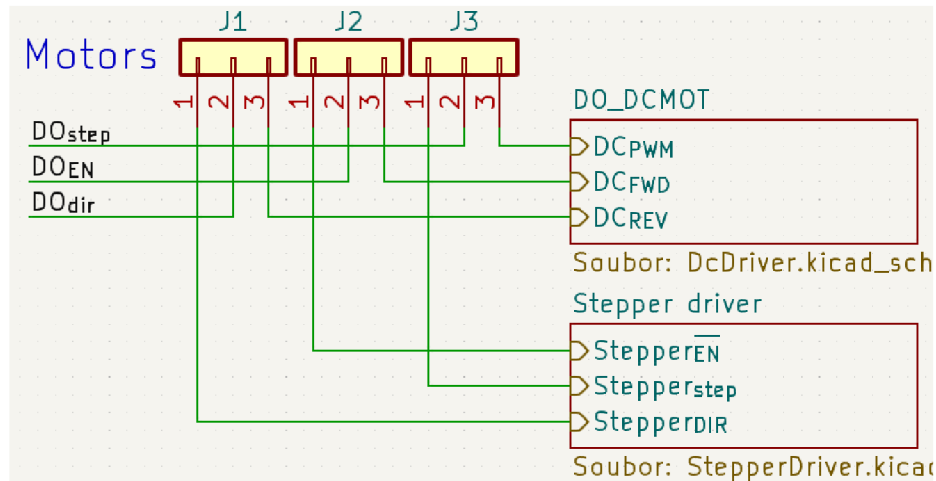 J1 J2 J3
Motors
1 2 3 1 2 3 1 2 3
DO_DCMOT
DOstep
DCPWM
DOEN
DCFWD
DOdir
DCREV
Soubor: DcDriver.kicad_sch
Stepper driver
StepperEN
Stepperstep
StepperDIR
Soubor: StepperDriver.kicad